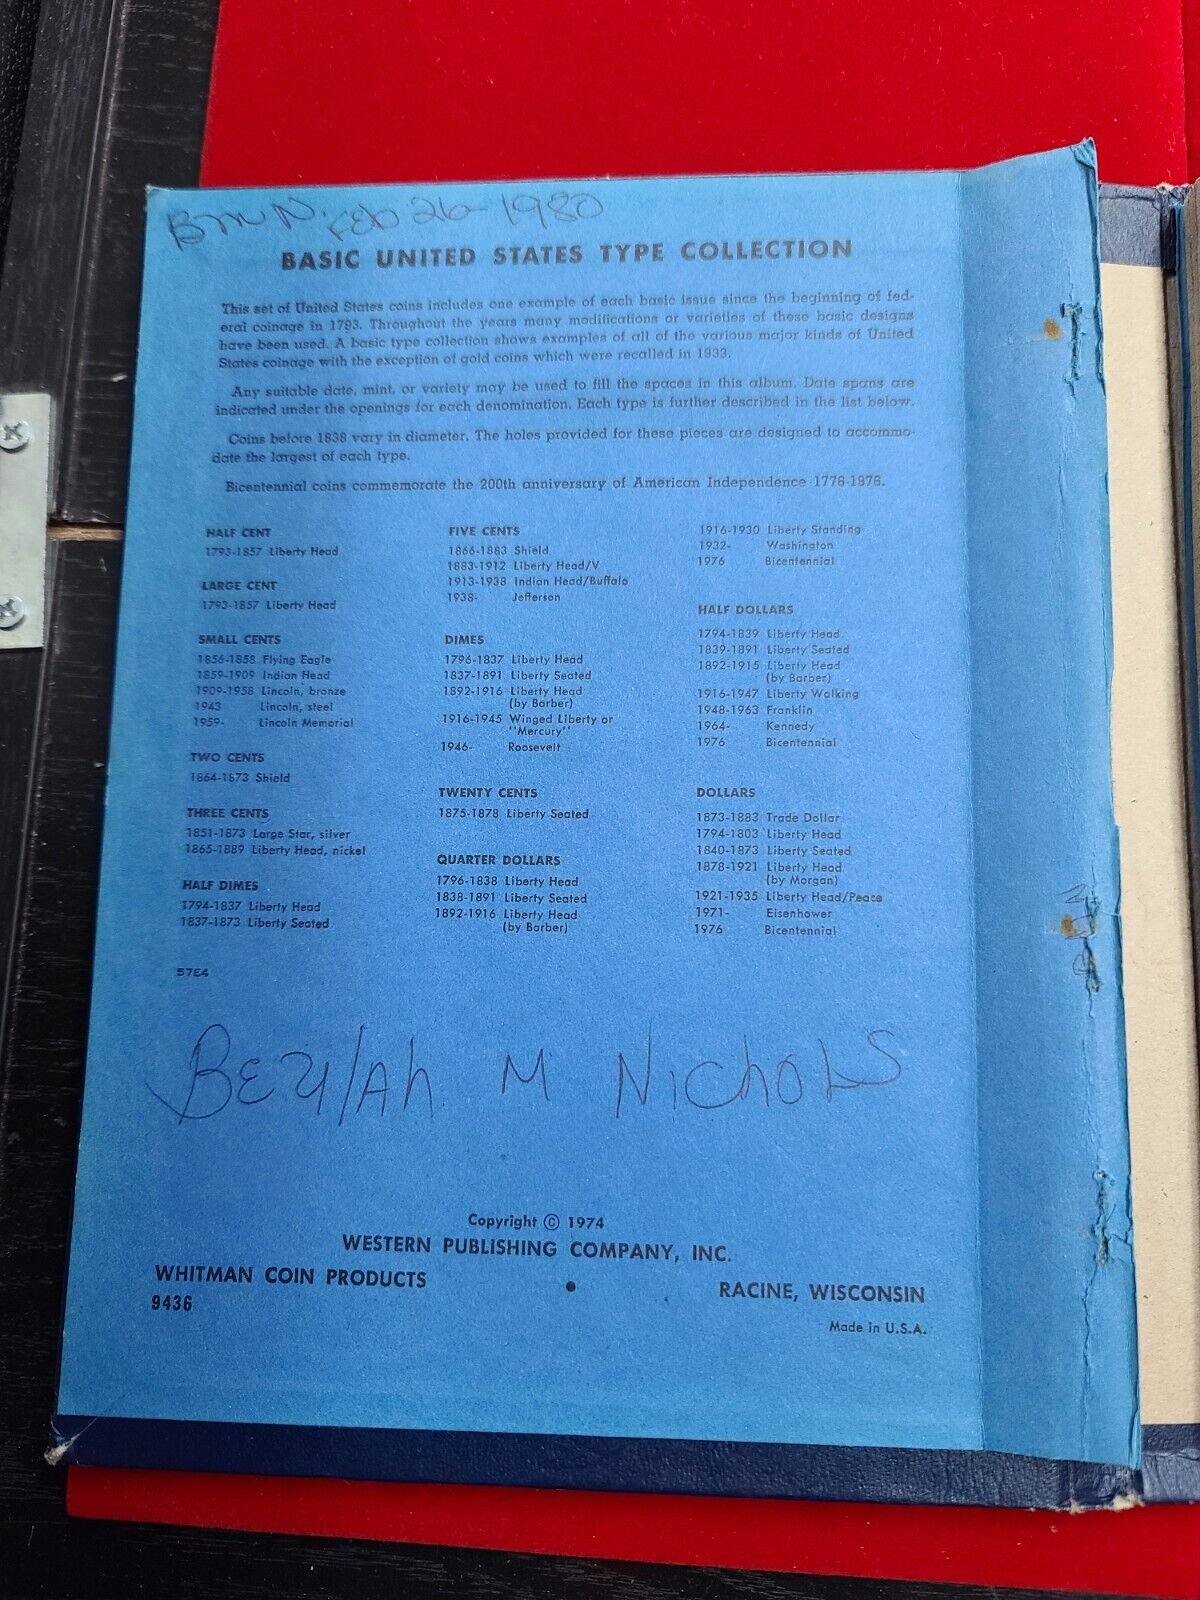 BMN. Feb 26-1980
BASIC UNITED STATES TYPE COLLECTION
This set of United States coins includes one example of each basic issue since the beginning of fed-
eral coinage in 1793. Throughout the years many modifications or varieties of these basic designs
have been used. A basic type collection shows examples of all of the various major kinds of United
States coinage with the exception of gold coins which were recalled in 1933.
Any suitable date, mint, or variety may be used to fill the spaces in this album. Date spans are
indicated under the openings for each denomination. Each type is further described in the list below.
Coins before 1838 vary in diameter. The holes provided for these pieces are designed to accommo-
date the largest of each type.
Bicentennial coins commemorate the 200th anniversary of American Independence 1776-1976.
HALF CENT
1793-1857 Liberty Head
LARGE CENT
1793-1857 Liberty Head
SMALL CENTS
1856-1858 Flying Eagle
1859-1909 Indian Head
1909-1958 Lincoln, bronze
1943 Lincoln, steel
1959- Lincoln Memorial
TWO CENTS
1864-1873 Shield
THREE CENTS
1851-1873 Large Star, silver
1865-1889 Liberty Head, nickel
HALF DIMES
1794-1837 Liberty Head
1837-1873 Liberty Seated
57E4
FIVE CENTS
1866-1883 Shield
1883-1912 Liberty Head/V
1913-1938 Indian Head/Buffalo
1938- Jefferson
DIMES
1796-1837 Liberty Head
1837-1891 Liberty Seated
1892-1916 Liberty Head
(by Barber)
1916-1945 Winged Liberty or
"Mercury"
1946- Roosevelt
TWENTY CENTS
1875-1878 Liberty Seated
QUARTER DOLLARS
1796-1838 Liberty Head
1838-1891 Liberty Seated
1892-1916 Liberty Head
(by Barber)
1916-1930 Liberty Standing
1932- Washington
1976 Bicentennial
HALF DOLLARS
1794-1839 Liberty Head
1839-1891 Liberty Seated
1892-1915 Liberty Head
(by Barber)
1916-1947 Liberty Walking
1948-1963 Franklin
1964- Kennedy
1976 Bicentennial
DOLLARS
1873-1883 Trade Dollar
1794-1803 Liberty Head
1840-1873 Liberty Seated
1878-1921 Liberty Head
(by Morgan)
1921-1935 Liberty Head/Peace
1971- Eisenhower
1976 Bicentennial
BEulAh M NichOLS
Copyright © 1974
WESTERN PUBLISHING COMPANY, INC.
WHITMAN COIN PRODUCTS • RACINE, WISCONSIN
9436
Made in U.S.A.